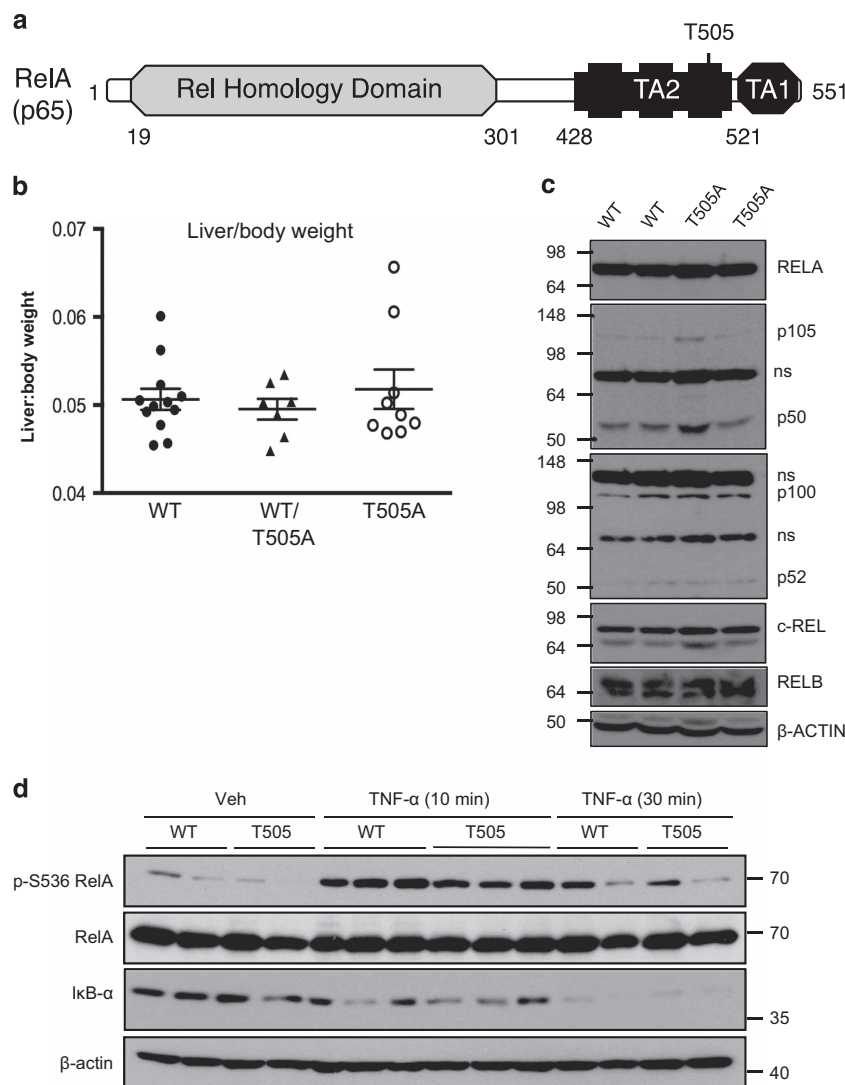 a
T505
RelA
(p65)
1
Rel Homology Domain
TA2
TA1
551
19
301
428
521
b
Liver/body weight
Liver:body weight
0.07
0.06
0.05
0.04
WT
WT/
T505A
T505A
c
WT
WT
T505A
T505A
98
64
RELA
148
98
64
50
p105
ns
p50
148
98
64
50
ns
p100
ns
p52
98
64
c-REL
64
RELB
50
β-ACTIN
d
Veh
TNF-α (10 min)
TNF-α (30 min)
WT
T505
WT
T505
WT
T505
p-S536 RelA
70
RelA
70
IκB-α
35
β-actin
40